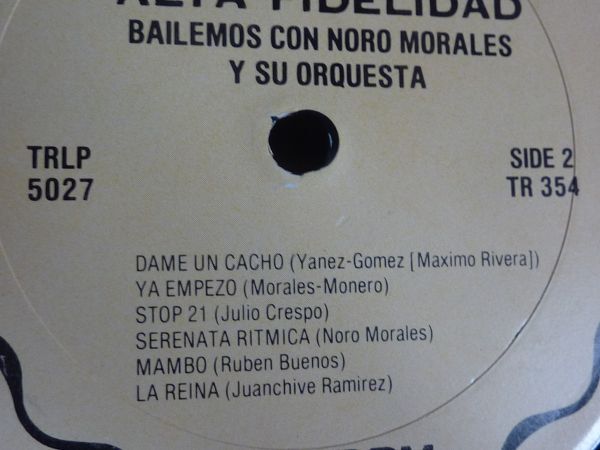 ALTA FIDELIDAD
BAILEMOS CON NORO MORALES
Y SU ORQUESTA
TRLP
5027
SIDE 2
TR 354
DAME UN CACHO (Yanez-Gomez [Maximo Rivera])
YA EMPEZO (Morales-Monero)
STOP 21 (Julio Crespo)
SERENATA RITMICA (Noro Morales)
MAMBO (Ruben Buenos)
LA REINA (Juanchive Ramirez)